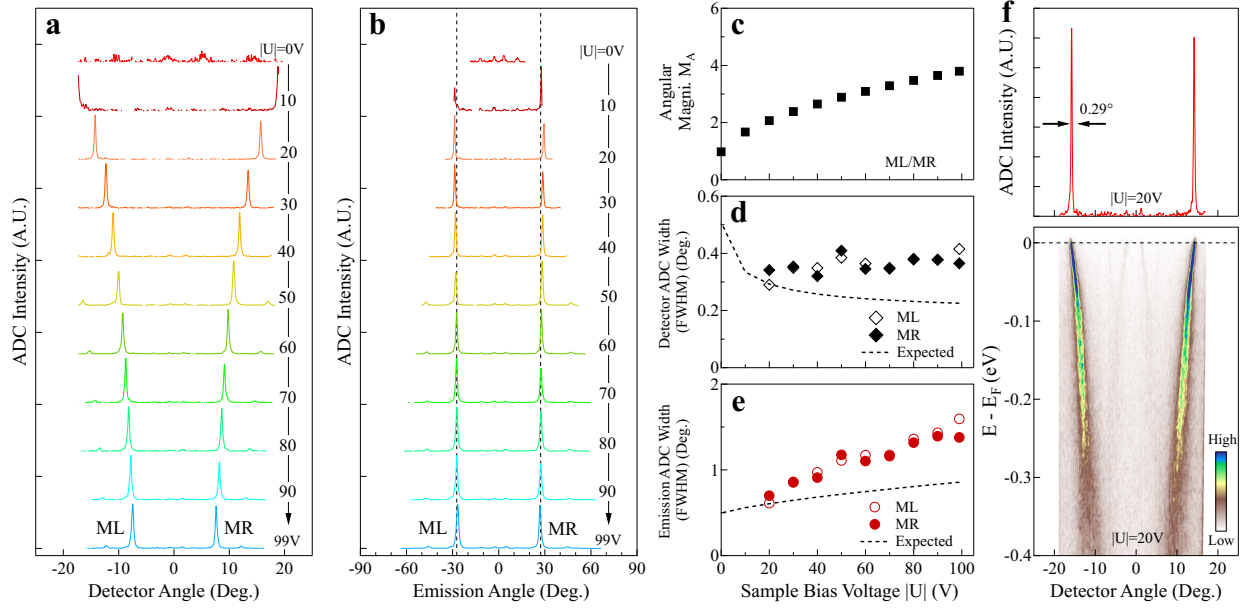 a
|U|=0V
10
20
30
40
50
60
70
80
90
99V
ML
MR
ADC Intensity (A.U.)
-20
-10
0
10
20
Detector Angle (Deg.)
b
|U|=0V
10
20
30
40
50
60
70
80
90
99V
ML
MR
ADC Intensity (A.U.)
-90
-60
-30
0
30
60
90
Emission Angle (Deg.)
c
6
4
2
0
Angular
Magni. M_A
ML/MR
d
0.6
0.4
0.2
0.0
Detector ADC Width
(FWHM) (Deg.)
ML
MR
Expected
e
2
1
0
Emission ADC Width
(FWHM) (Deg.)
ML
MR
Expected
0
20
40
60
80
100
Sample Bias Voltage |U| (V)
f
ADC Intensity (A.U.)
0.29°
|U|=20V
0
-0.1
-0.2
-0.3
-0.4
E - E_F (eV)
High
Low
|U|=20V
-20
-10
0
10
20
Detector Angle (Deg.)